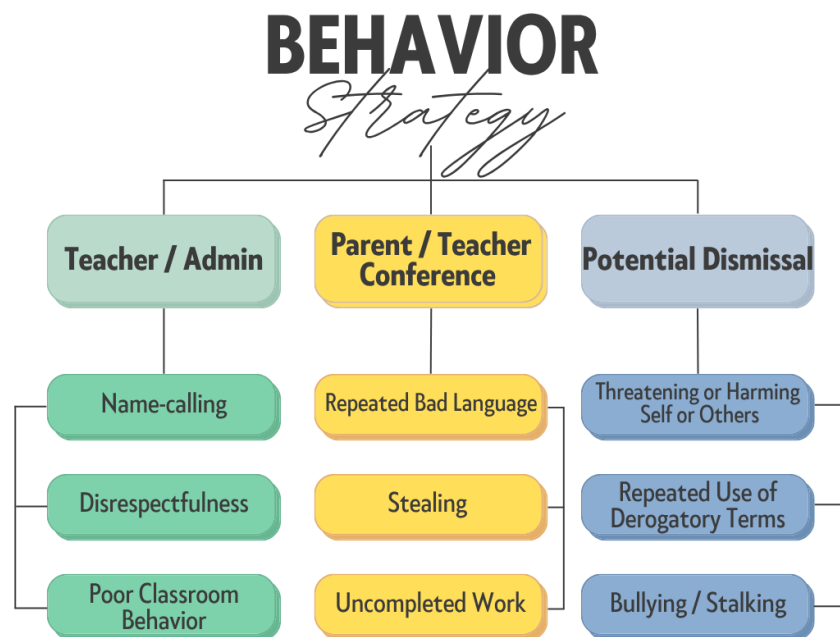 BEHAVIOR
Strategy
Teacher / Admin
Parent / Teacher
Conference
Potential Dismissal
Name-calling
Repeated Bad Language
Threatening or Harming
Self or Others
Disrespectfulness
Stealing
Repeated Use of
Derogatory Terms
Poor Classroom
Behavior
Uncompleted Work
Bullying / Stalking